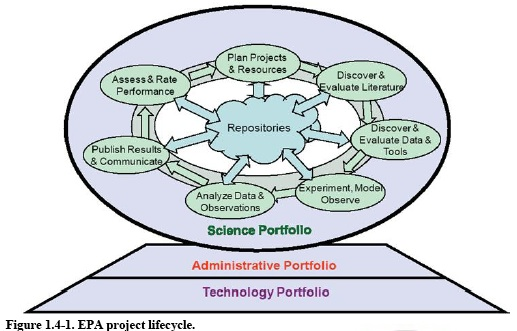 Plan Projects
& Resources
Assess & Rate
Performance
Discover &
Evaluate Literature
Repositories
Discover &
Evaluate Data &
Tools
Publish Results
& Communicate
Experiment, Model
Observe
Analyze Data &
Observations
Science Portfolio
Administrative Portfolio
Technology Portfolio
Figure 1.4-1. EPA project lifecycle.